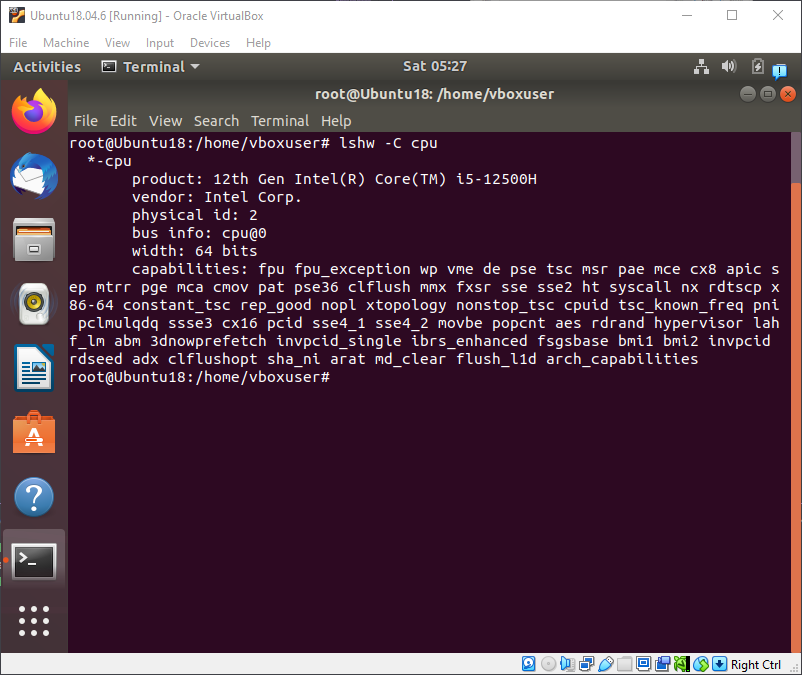 Ubuntu18.04.6 [Running] - Oracle VirtualBox
File Machine View Input Devices Help
Activities Terminal Sat 05:27
root@Ubuntu18: /home/vboxuser
File Edit View Search Terminal Help
root@Ubuntu18:/home/vboxuser# lshw -C cpu
  *-cpu
       product: 12th Gen Intel(R) Core(TM) i5-12500H
       vendor: Intel Corp.
       physical id: 2
       bus info: cpu@0
       width: 64 bits
       capabilities: fpu fpu_exception wp vme de pse tsc msr pae mce cx8 apic s
ep mtrr pge mca cmov pat pse36 clflush mmx fxsr sse sse2 ht syscall nx rdtscp x
86-64 constant_tsc rep_good nopl xtopology nonstop_tsc cpuid tsc_known_freq pni
 pclmulqdq ssse3 cx16 pcid sse4_1 sse4_2 movbe popcnt aes rdrand hypervisor lah
f_lm abm 3dnowprefetch invpcid_single ibrs_enhanced fsgsbase bmi1 bmi2 invpcid
rdseed adx clflushopt sha_ni arat md_clear flush_l1d arch_capabilities
root@Ubuntu18:/home/vboxuser#
Right Ctrl